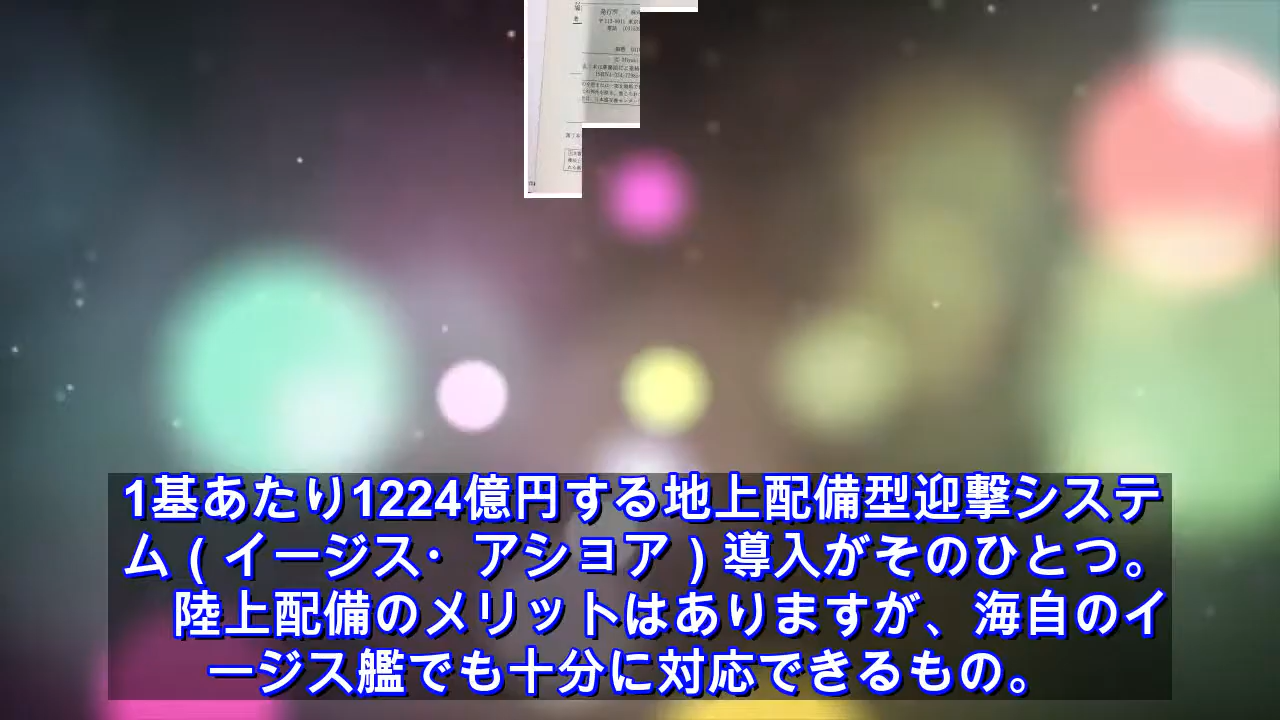 発行所
1基あたり1224億円する地上配備型迎撃システ
ム(イージス・アショア)導入がそのひとつ。
陸上配備のメリットはありますが、海自のイ
ージス艦でも十分に対応できるもの。